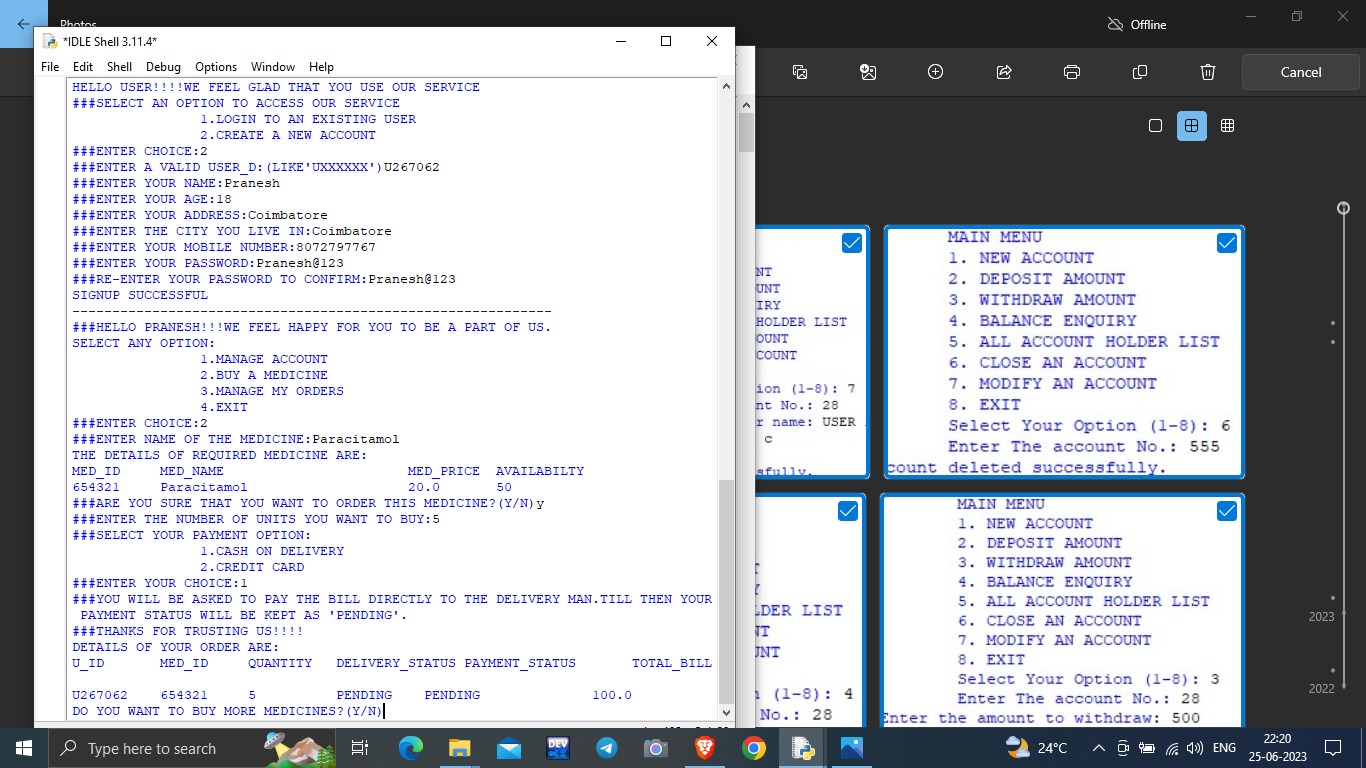 Photos
Offline
*IDLE Shell 3.11.4*
File Edit Shell Debug Options Window Help
Cancel
HELLO USER!!!!WE FEEL GLAD THAT YOU USE OUR SERVICE
###SELECT AN OPTION TO ACCESS OUR SERVICE
1.LOGIN TO AN EXISTING USER
2.CREATE A NEW ACCOUNT
###ENTER CHOICE:2
###ENTER A VALID USER_D:(LIKE'UXXXXXX')U267062
###ENTER YOUR NAME:Pranesh
###ENTER YOUR AGE:18
###ENTER YOUR ADDRESS:Coimbatore
###ENTER THE CITY YOU LIVE IN:Coimbatore
###ENTER YOUR MOBILE NUMBER:8072797767
###ENTER YOUR PASSWORD:Pranesh@123
###RE-ENTER YOUR PASSWORD TO CONFIRM:Pranesh@123
SIGNUP SUCCESSFUL
------------------------------------------------------------
###HELLO PRANESH!!!WE FEEL HAPPY FOR YOU TO BE A PART OF US.
SELECT ANY OPTION:
1.MANAGE ACCOUNT
2.BUY A MEDICINE
3.MANAGE MY ORDERS
4.EXIT
###ENTER CHOICE:2
###ENTER NAME OF THE MEDICINE:Paracitamol
THE DETAILS OF REQUIRED MEDICINE ARE:
MED_ID MED_NAME MED_PRICE AVAILABILTY
654321 Paracitamol 20.0 50
###ARE YOU SURE THAT YOU WANT TO ORDER THIS MEDICINE?(Y/N)y
###ENTER THE NUMBER OF UNITS YOU WANT TO BUY:5
###SELECT YOUR PAYMENT OPTION:
1.CASH ON DELIVERY
2.CREDIT CARD
###ENTER YOUR CHOICE:1
###YOU WILL BE ASKED TO PAY THE BILL DIRECTLY TO THE DELIVERY MAN.TILL THEN YOUR
PAYMENT STATUS WILL BE KEPT AS 'PENDING'.
###THANKS FOR TRUSTING US!!!!
DETAILS OF YOUR ORDER ARE:
U_ID MED_ID QUANTITY DELIVERY_STATUS PAYMENT_STATUS TOTAL_BILL
U267062 654321 5 PENDING PENDING 100.0
DO YOU WANT TO BUY MORE MEDICINES?(Y/N)
NT
UNT
IRY
HOLDER LIST
OUNT
COUNT
ion (1-8): 7
nt No.: 28
r name: USER
c
MAIN MENU
1. NEW ACCOUNT
2. DEPOSIT AMOUNT
3. WITHDRAW AMOUNT
4. BALANCE ENQUIRY
5. ALL ACCOUNT HOLDER LIST
6. CLOSE AN ACCOUNT
7. MODIFY AN ACCOUNT
8. EXIT
Select Your Option (1-8): 6
Enter The account No.: 555
count deleted successfully.
LDER LIST
NT
UNT
(1-8): 4
No.: 28
MAIN MENU
1. NEW ACCOUNT
2. DEPOSIT AMOUNT
3. WITHDRAW AMOUNT
4. BALANCE ENQUIRY
5. ALL ACCOUNT HOLDER LIST
6. CLOSE AN ACCOUNT
7. MODIFY AN ACCOUNT
8. EXIT
Select Your Option (1-8): 3
Enter The account No.: 28
Enter the amount to withdraw: 500
2023
2022
Type here to search
DEV
24°C
ENG
22:20
25-06-2023